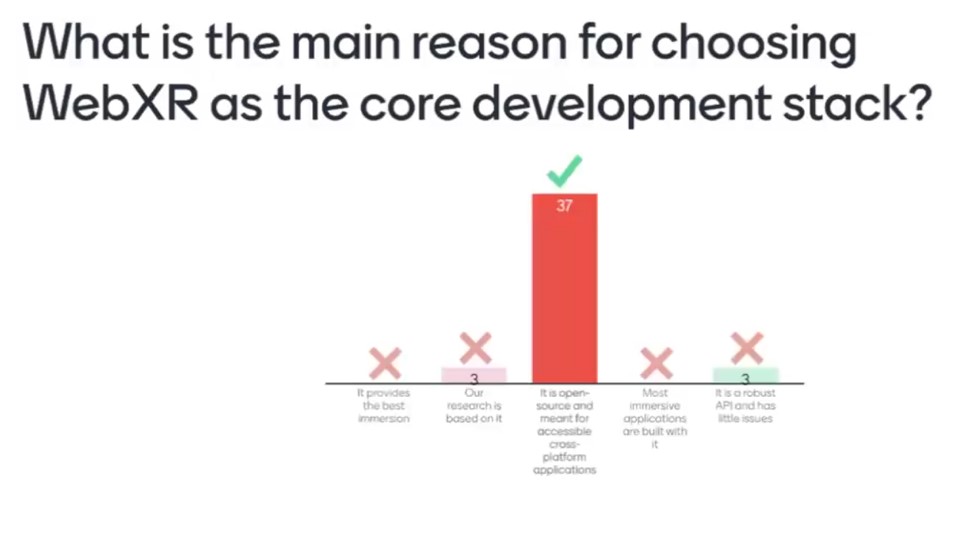 What is the main reason for choosing
WebXR as the core development stack?
37
3
3
It provides
the best
immersion
Our
research is
based on it
It is open-
source and
meant for
accessible
cross-
platform
applications
Most
immersive
applications
are built with
it
It is a robust
API and has
little issues